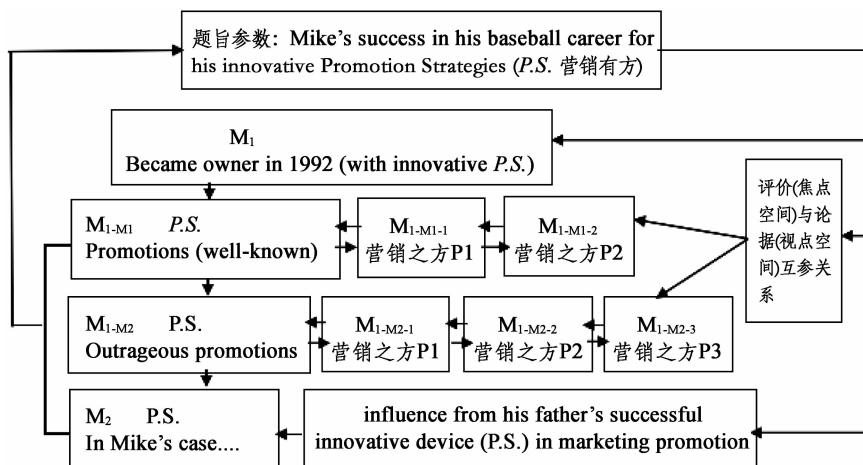 题旨参数: Mike's success in his baseball career for
his innovative Promotion Strategies (P.S. 营销有方)
M1
Became owner in 1992 (with innovative P.S.)
M1-M1 P.S.
Promotions (well-known)
M1-M1-1
营销之方P1
M1-M1-2
营销之方P2
评价(焦点
空间)与论
据(视点空
间)互参关
系
M1-M2 P.S.
Outrageous promotions
M1-M2-1
营销之方P1
M1-M2-2
营销之方P2
M1-M2-3
营销之方P3
M2 P.S.
In Mike's case....
influence from his father's successful
innovative device (P.S.) in marketing promotion